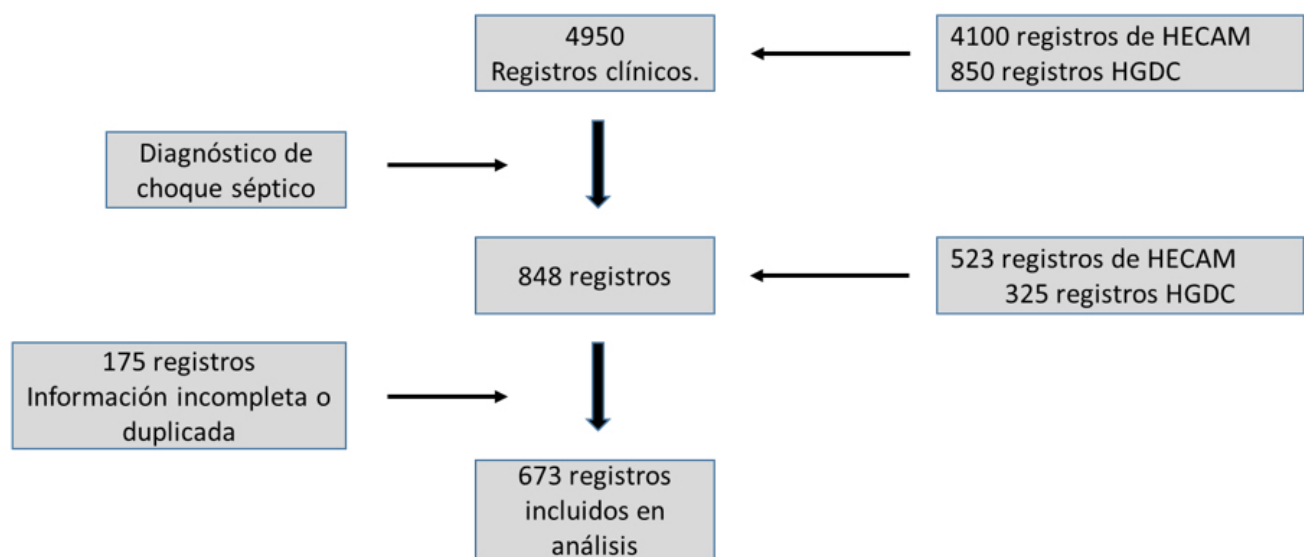 4950
Registros clínicos.
4100 registros de HECAM
850 registros HGDC
Diagnóstico de
choque séptico
848 registros
523 registros de HECAM
325 registros HGDC
175 registros
Información incompleta o
duplicada
673 registros
incluidos en
análisis